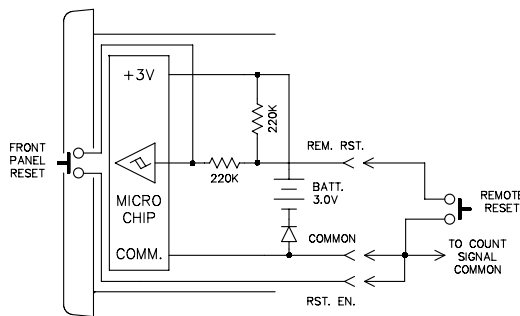 +3V
220K
FRONT
PANEL
RESET
REM. RST.
220K
MICRO
CHIP
BATT.
3.0V
REMOTE
RESET
COMM.
COMMON
TO COUNT
SIGNAL
COMMON
RST. EN.